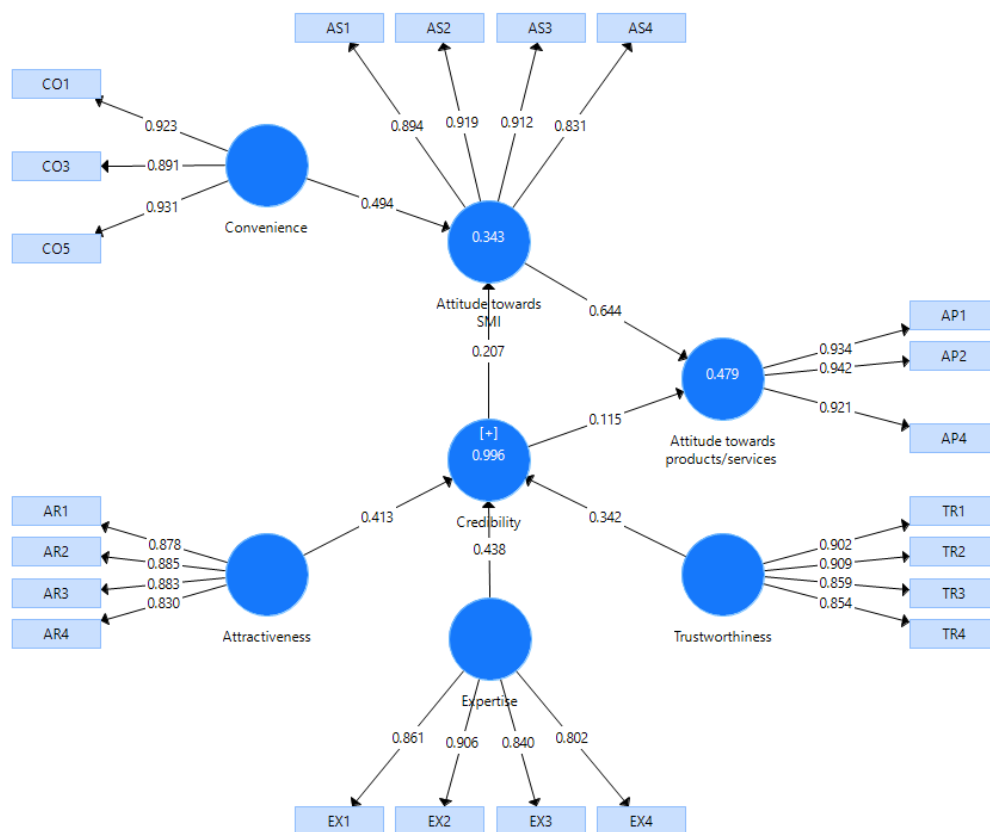 AS1 AS2 AS3 AS4
CO1
0.923
0.894 0.919 0.912 0.831
CO3
0.891
0.931
0.494
Convenience
CO5
0.343
Attitude towards
SMI
0.644
AP1
0.934
0.207
AP2
0.942
0.479
0.921
0.115
AP4
[+]
0.996
Attitude towards
products/services
AR1
0.413
Credibility
0.342
TR1
0.878
0.902
AR2
0.438
TR2
0.885
0.909
0.883
0.859
AR3
TR3
0.830
0.854
AR4
Attractiveness
Trustworthiness
TR4
Expertise
0.861 0.906 0.840 0.802
EX1 EX2 EX3 EX4